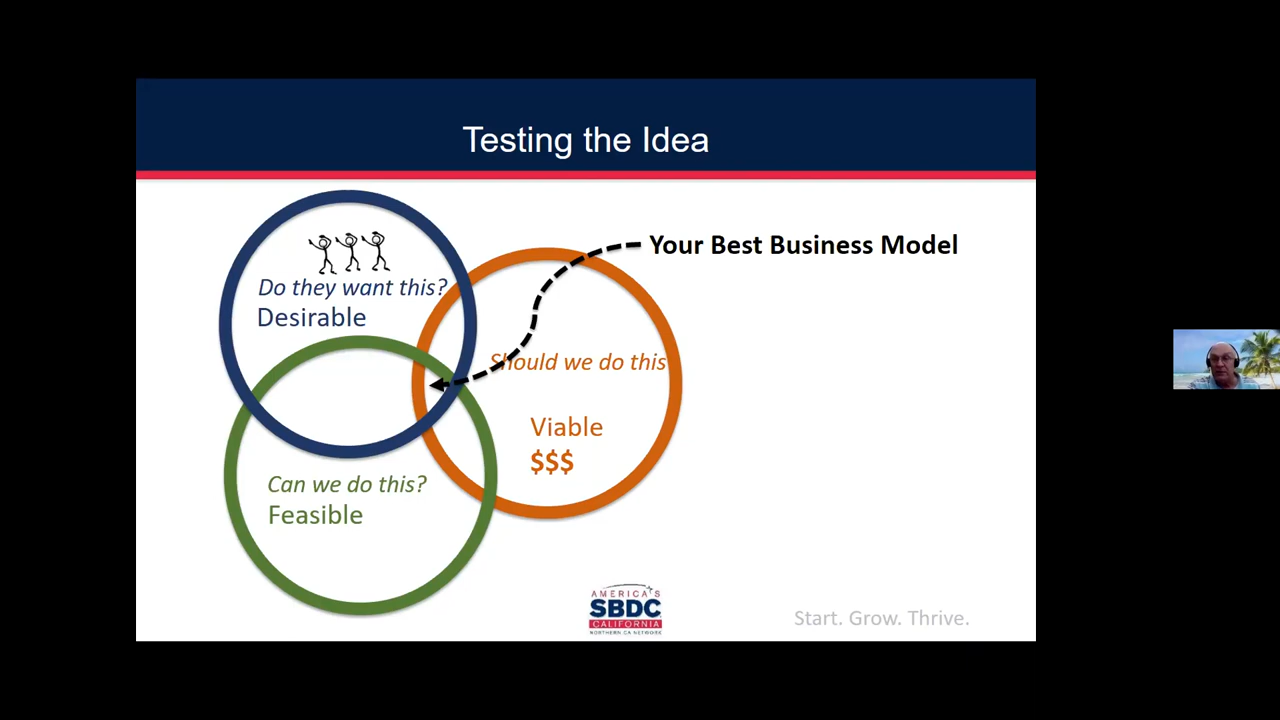 Testing the Idea
Your Best Business Model
Do they want this?
Desirable
Should we do this
Viable
$$$
Can we do this?
Feasible
AMERICA'S
SBDC
CALIFORNIA
NORTHERN CA NETWORK
Start. Grow. Thrive.